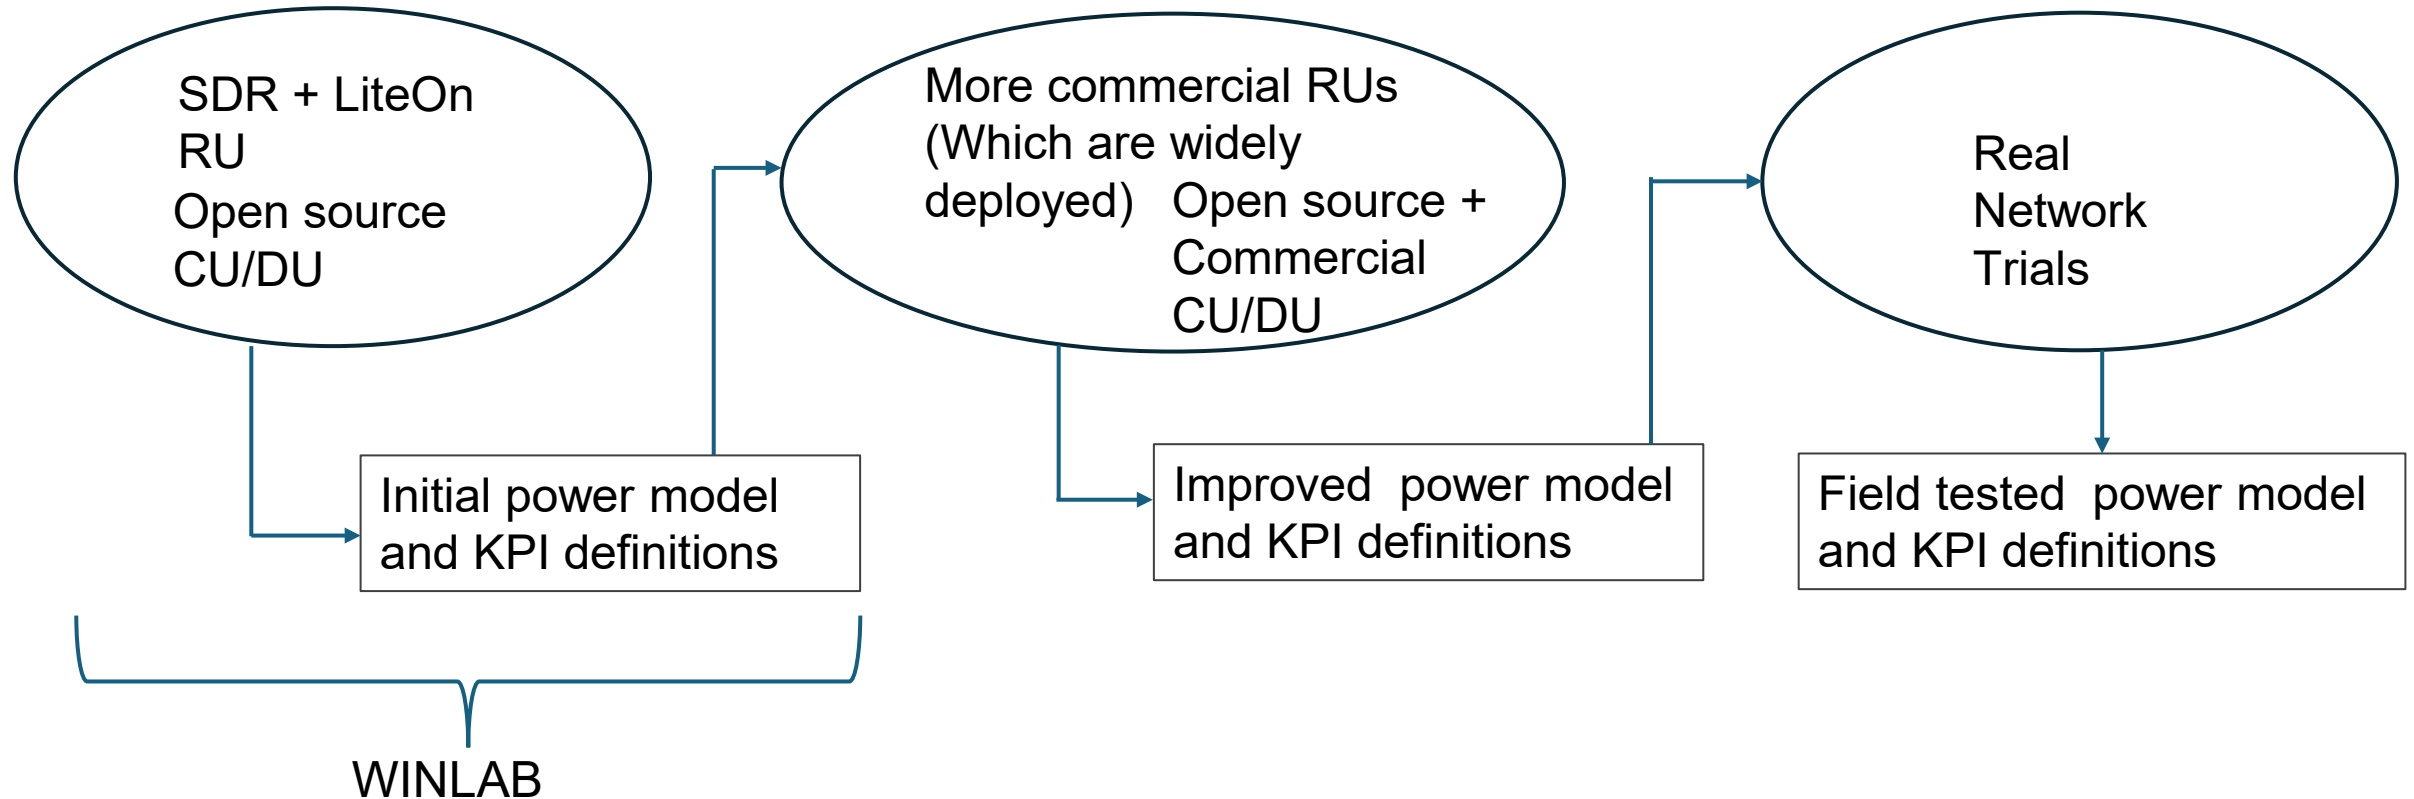 SDR + LiteOn
RU
Open source
CU/DU
More commercial RUs
(Which are widely
deployed)
Open source +
Commercial
CU/DU
Real
Network
Trials
Initial power model
and KPI definitions
Improved power model
and KPI definitions
Field tested power model
and KPI definitions
WINLAB